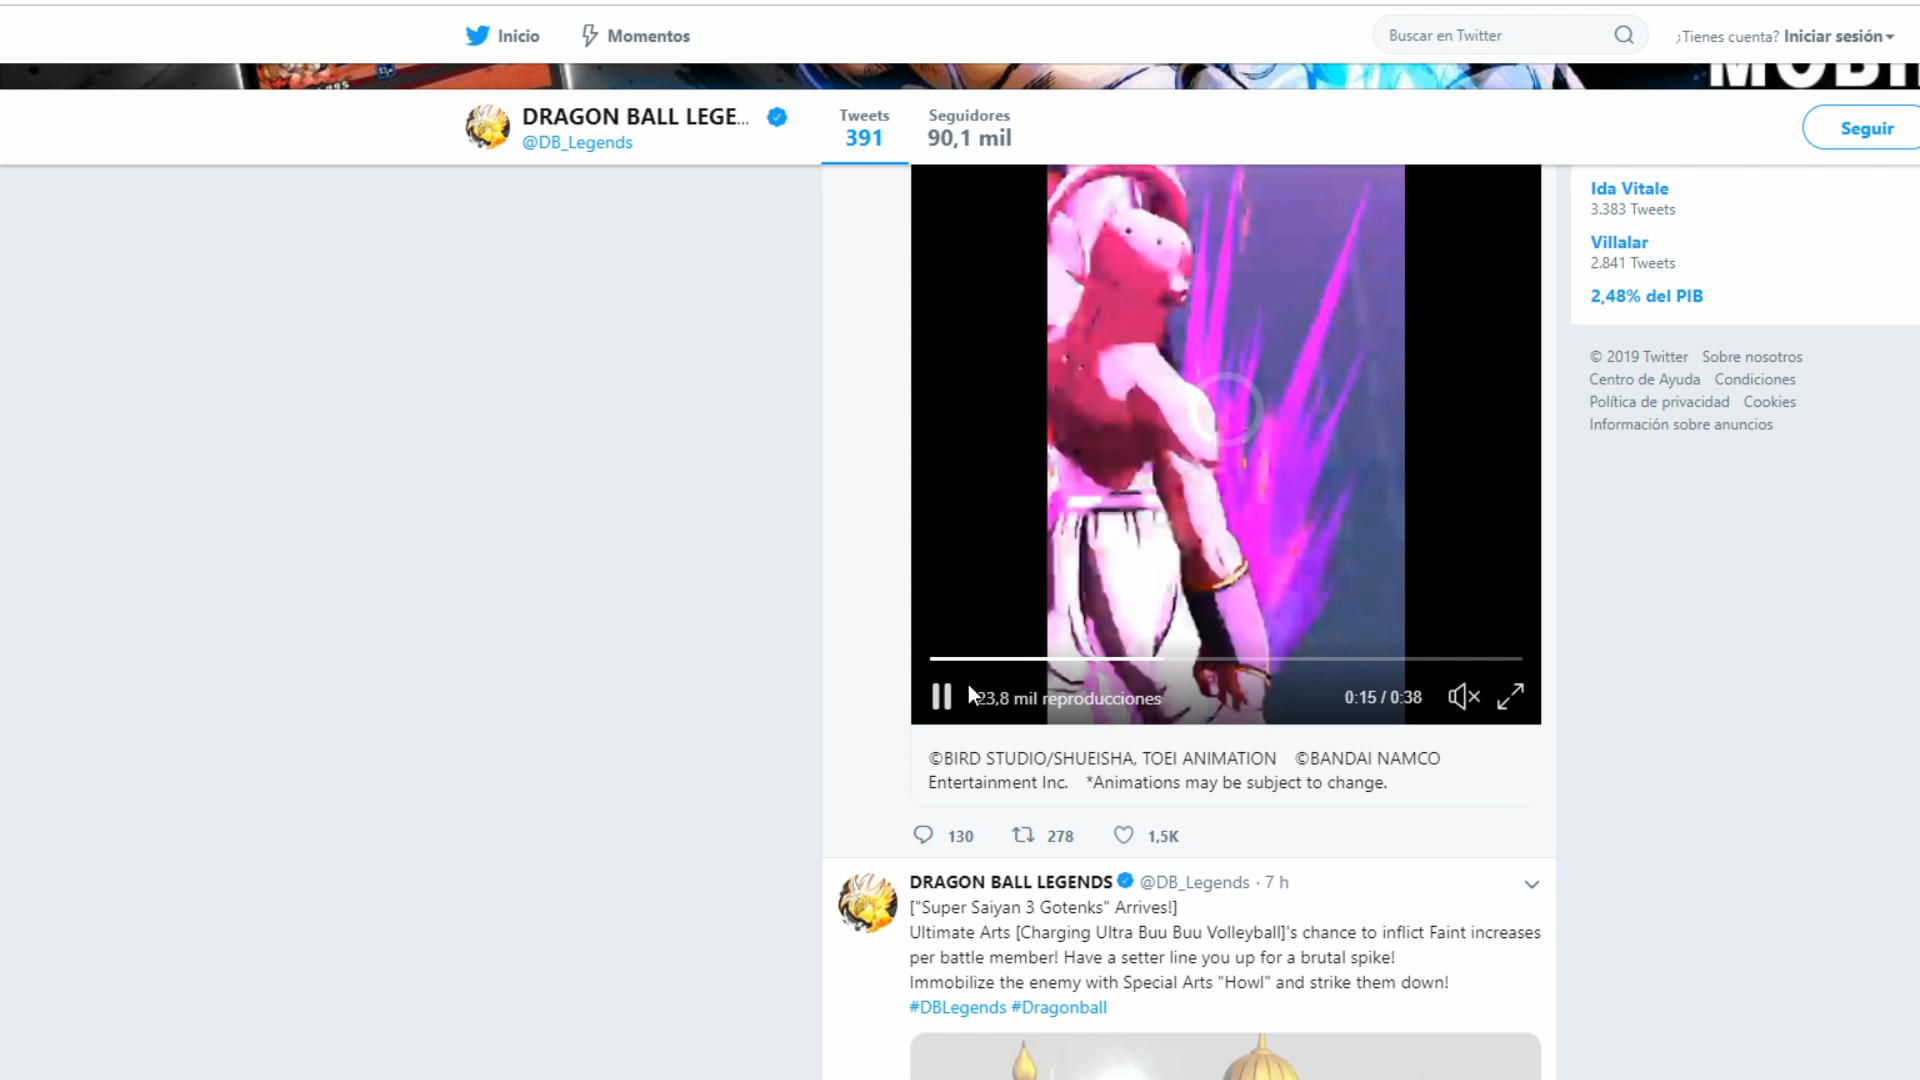 Inicio
Momentos
Buscar en Twitter
¿Tienes cuenta? Iniciar sesión
DRAGON BALL LEGE...
@DB_Legends
Tweets
391
Seguidores
90,1 mil
Seguir
Ida Vitale
3.383 Tweets
Villalar
2.841 Tweets
2,48% del PIB
© 2019 Twitter Sobre nosotros
Centro de Ayuda Condiciones
Política de privacidad Cookies
Información sobre anuncios
23,8 mil reproducciones
0:15 / 0:38
©BIRD STUDIO/SHUEISHA, TOEI ANIMATION ©BANDAI NAMCO
Entertainment Inc. *Animations may be subject to change.
130
278
1,5K
DRAGON BALL LEGENDS @DB_Legends · 7 h
["Super Saiyan 3 Gotenks" Arrives!]
Ultimate Arts [Charging Ultra Buu Buu Volleyball]'s chance to inflict Faint increases
per battle member! Have a setter line you up for a brutal spike!
Immobilize the enemy with Special Arts "Howl" and strike them down!
#DBLegends #Dragonball